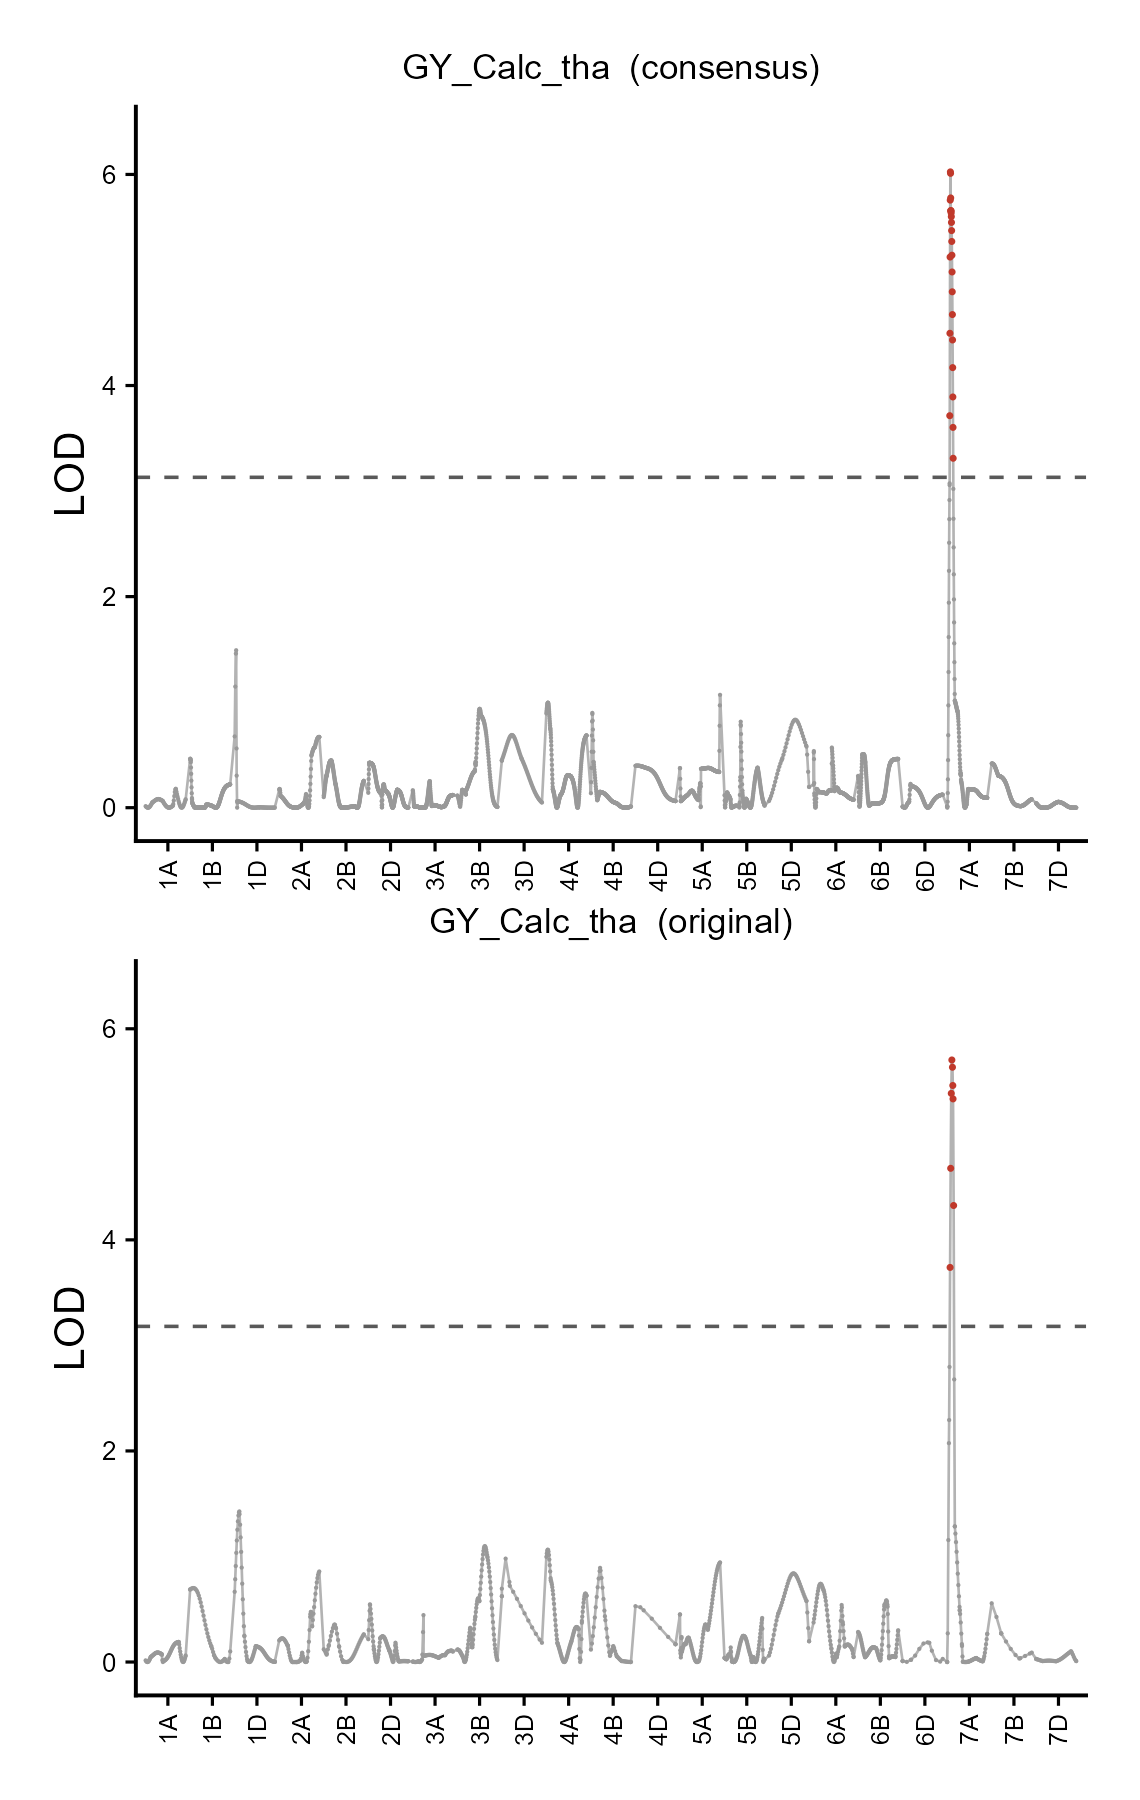 GY_Calc_tha (consensus)
6
4
2
0
LOD
1A 1B 1D 2A 2B 2D 3A 3B 3D 4A 4B 4D 5A 5B 5D 6A 6B 6D 7A 7B 7D
GY_Calc_tha (original)
6
4
2
0
LOD
1A 1B 1D 2A 2B 2D 3A 3B 3D 4A 4B 4D 5A 5B 5D 6A 6B 6D 7A 7B 7D